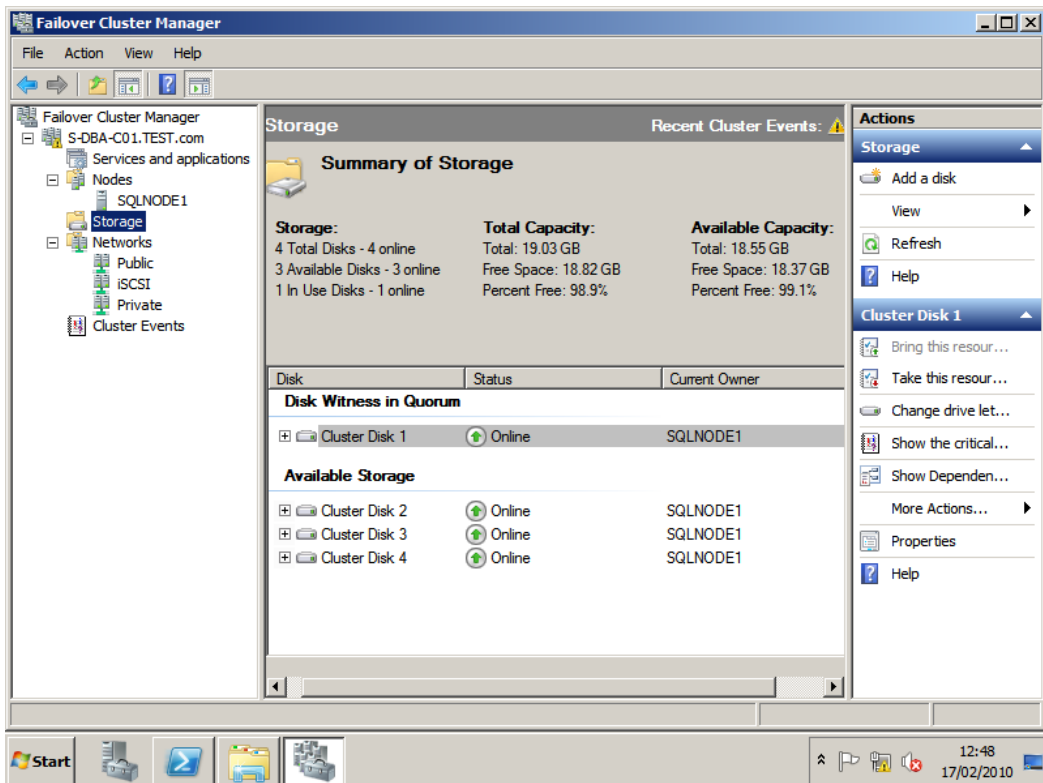 Failover Cluster Manager
File Action View Help
Failover Cluster Manager
S-DBA-C01.TEST.com
Services and applications
Nodes
SQLNODE1
Storage
Networks
Public
iSCSI
Private
Cluster Events
Storage Recent Cluster Events:
Summary of Storage
Storage: Total Capacity: Available Capacity:
4 Total Disks - 4 online Total: 19.03 GB Total: 18.55 GB
3 Available Disks - 3 online Free Space: 18.82 GB Free Space: 18.37 GB
1 In Use Disks - 1 online Percent Free: 98.9% Percent Free: 99.1%
Disk Status Current Owner
Disk Witness in Quorum
Cluster Disk 1 Online SQLNODE1
Available Storage
Cluster Disk 2 Online SQLNODE1
Cluster Disk 3 Online SQLNODE1
Cluster Disk 4 Online SQLNODE1
Actions
Storage
Add a disk
View
Refresh
Help
Cluster Disk 1
Bring this resour...
Take this resour...
Change drive let...
Show the critical...
Show Dependen...
More Actions...
Properties
Help
Start
12:48
17/02/2010